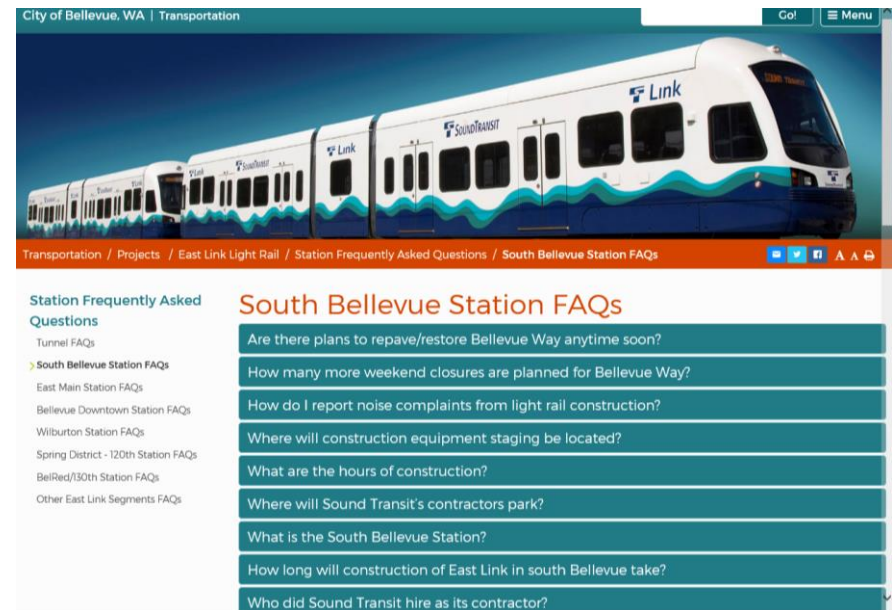 City of Bellevue, WA | Transportation
Go!
Menu
Link
SOUNDTRANSIT
Link
SOUNDTRANSIT
Link
Transportation / Projects / East Link Light Rail / Station Frequently Asked Questions / South Bellevue Station FAQs
A A
Station Frequently Asked
Questions
Tunnel FAQs
South Bellevue Station FAQs
East Main Station FAQs
Bellevue Downtown Station FAQs
Wilburton Station FAQs
Spring District - 120th Station FAQs
BelRed/130th Station FAQs
Other East Link Segments FAQs
South Bellevue Station FAQs
Are there plans to repave/restore Bellevue Way anytime soon?
How many more weekend closures are planned for Bellevue Way?
How do I report noise complaints from light rail construction?
Where will construction equipment staging be located?
What are the hours of construction?
Where will Sound Transit's contractors park?
What is the South Bellevue Station?
How long will construction of East Link in south Bellevue take?
Who did Sound Transit hire as its contractor?